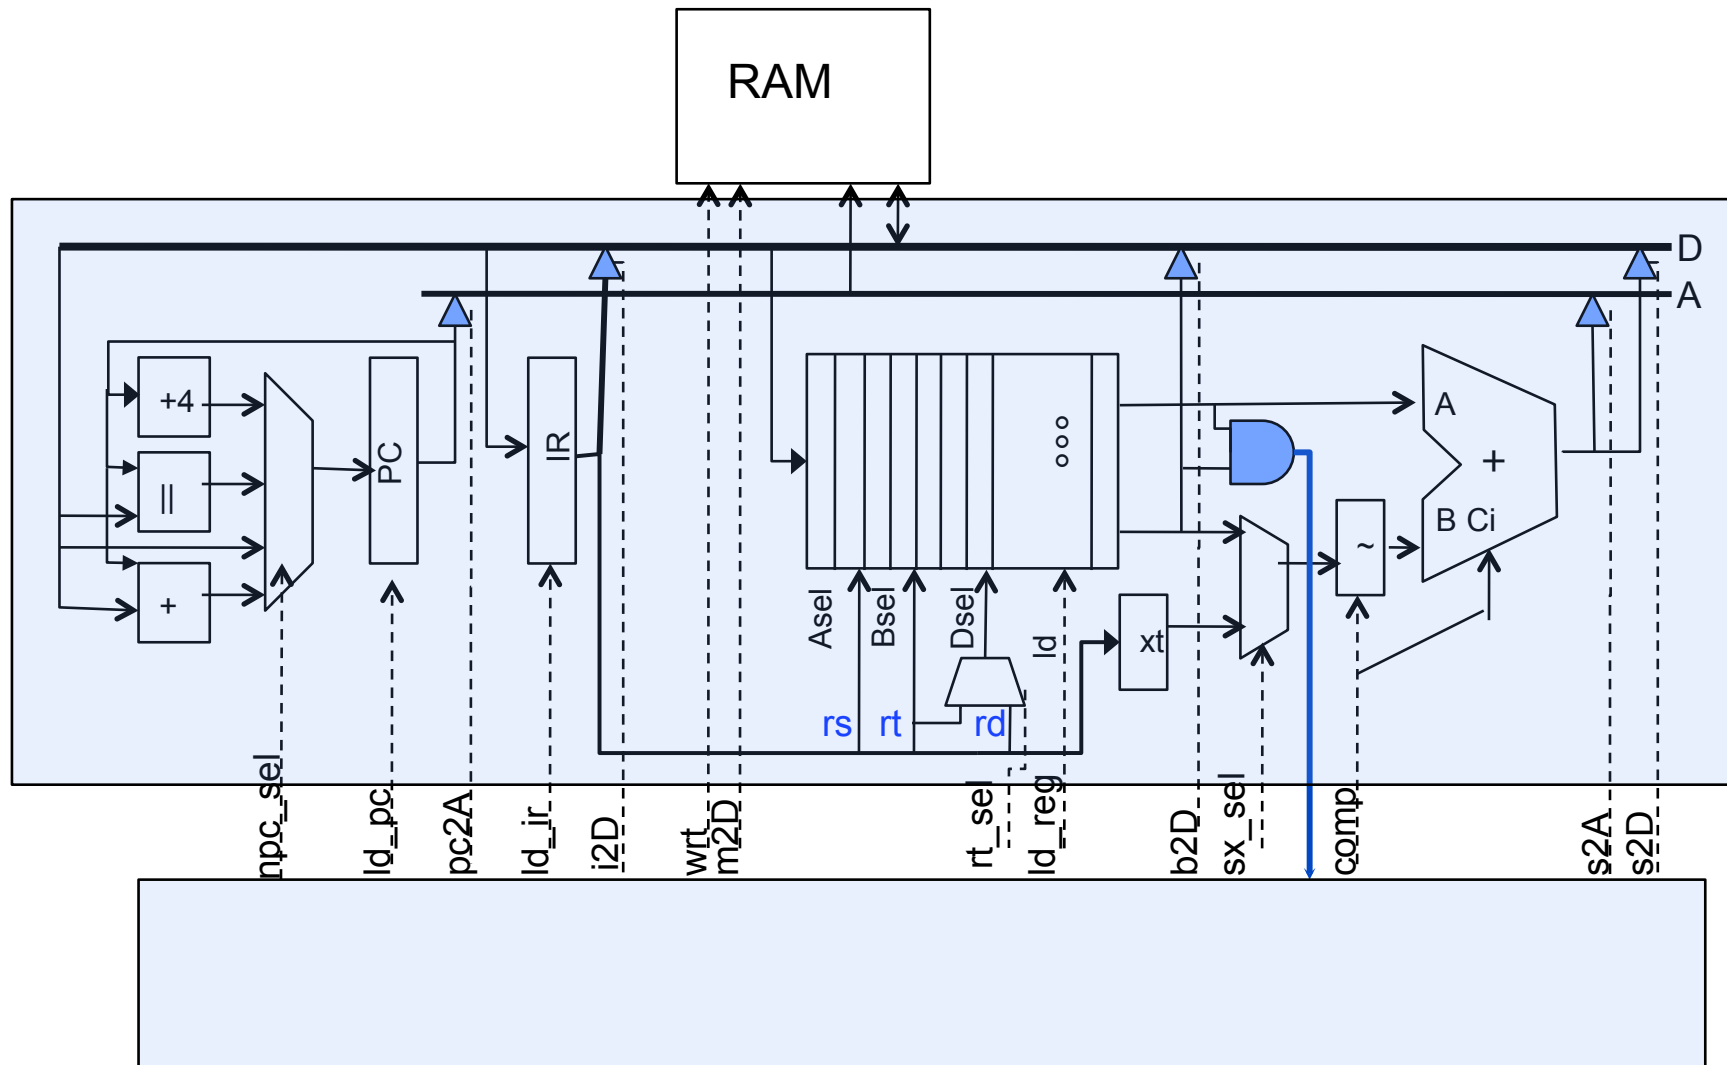 RAM
D
A
+4
||
+
PC
IR
A
+
B Ci
~
xt
Asel
Bsel
Dsel
ld
rs
rt
rd
npc_sel
ld_pc
pc2A
ld_ir
i2D
wrt
m2D
rt_sel
ld_reg
b2D
sx_sel
comp
s2A
s2D